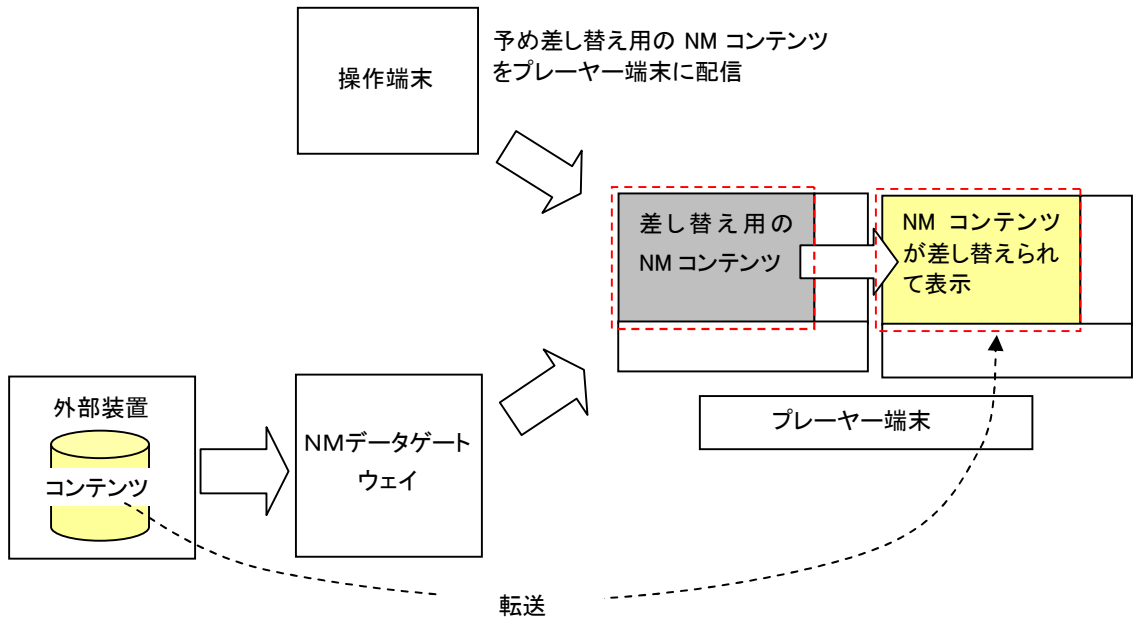 操作端末
予め差し替え用の NM コンテンツ
をプレーヤー端末に配信
差し替え用の
NM コンテンツ
NM コンテンツ
が差し替えられ
て表示
プレーヤー端末
外部装置
コンテンツ
NMデータゲート
ウェイ
転送